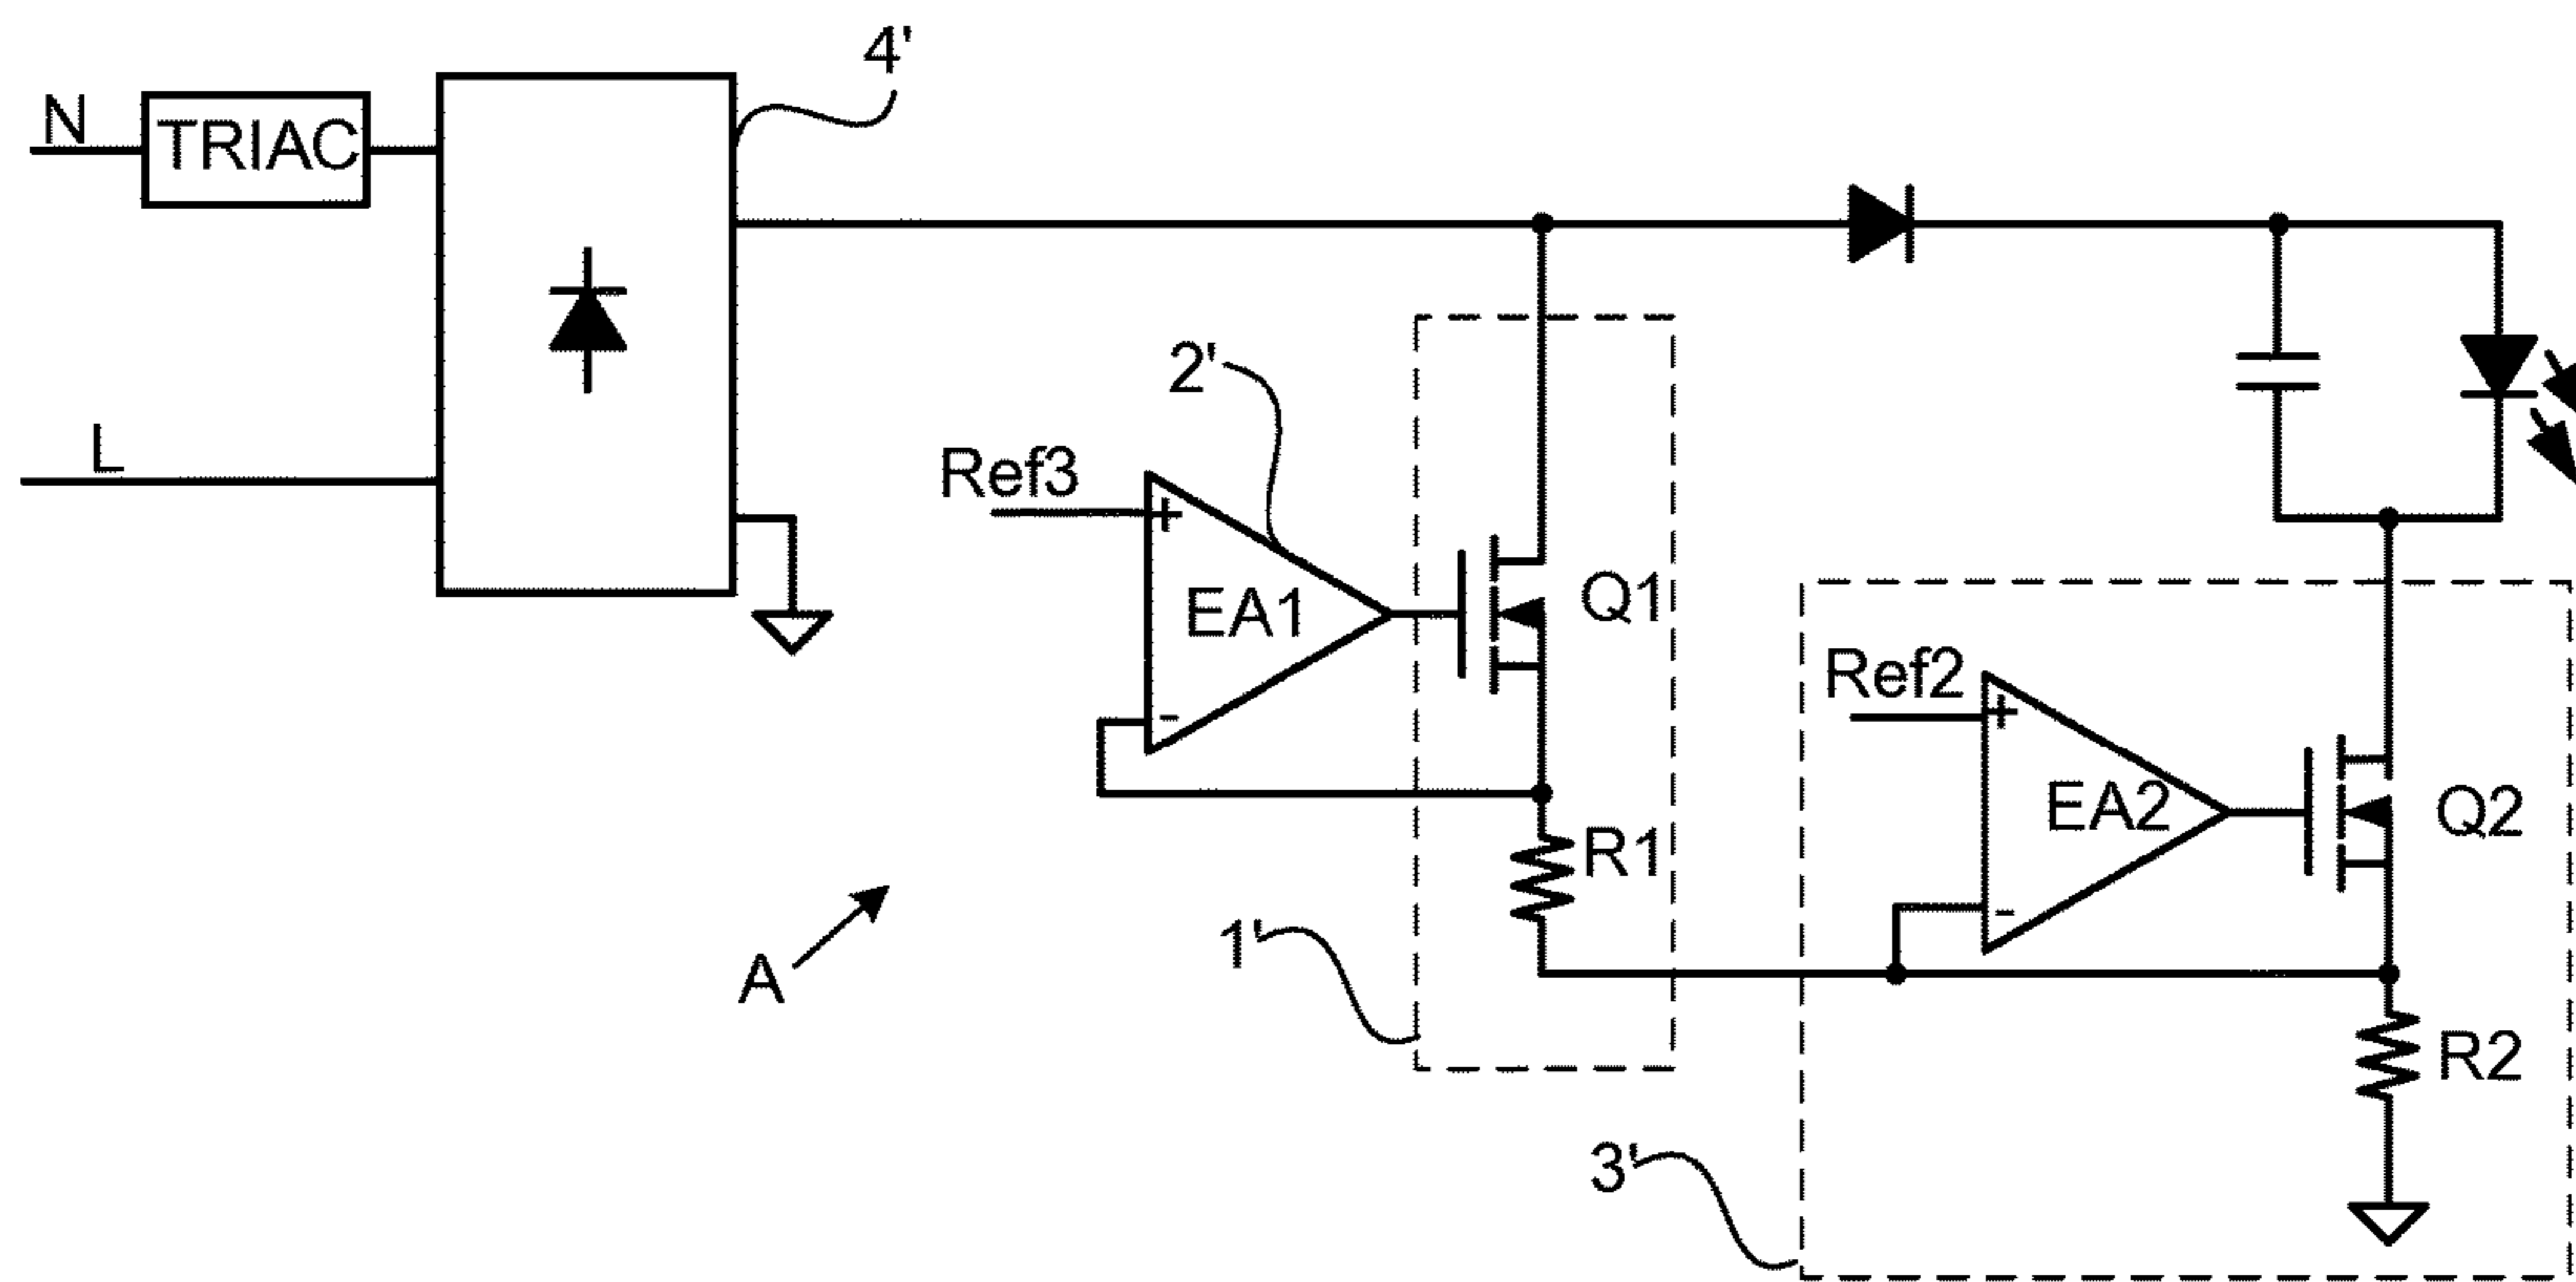 4'
N
TRIAC
L
2'
Ref3
+
EA1
-
Q1
Ref2
+
EA2
-
Q2
R1
1'
A
R2
3'